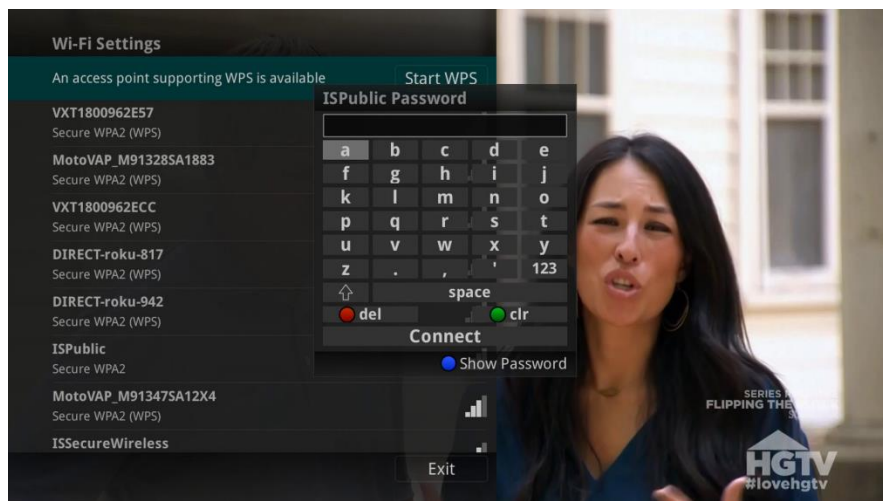 Wi-Fi Settings
An access point supporting WPS is available
Start WPS
VXT1800962E57
Secure WPA2 (WPS)
MotoVAP_M91328SA1883
Secure WPA2 (WPS)
VXT1800962ECC
Secure WPA2 (WPS)
DIRECT-roku-817
Secure WPA2 (WPS)
DIRECT-roku-942
Secure WPA2 (WPS)
ISPublic
Secure WPA2
MotoVAP_M91347SA12X4
Secure WPA2 (WPS)
ISSecureWireless
Exit
ISPublic Password
a b c d e
f g h i j
k l m n o
p q r s t
u v w x y
z . , ' 123
space
del clr
Connect
Show Password
SERIES
FLIPPING THE
HGTV
#lovehgtv